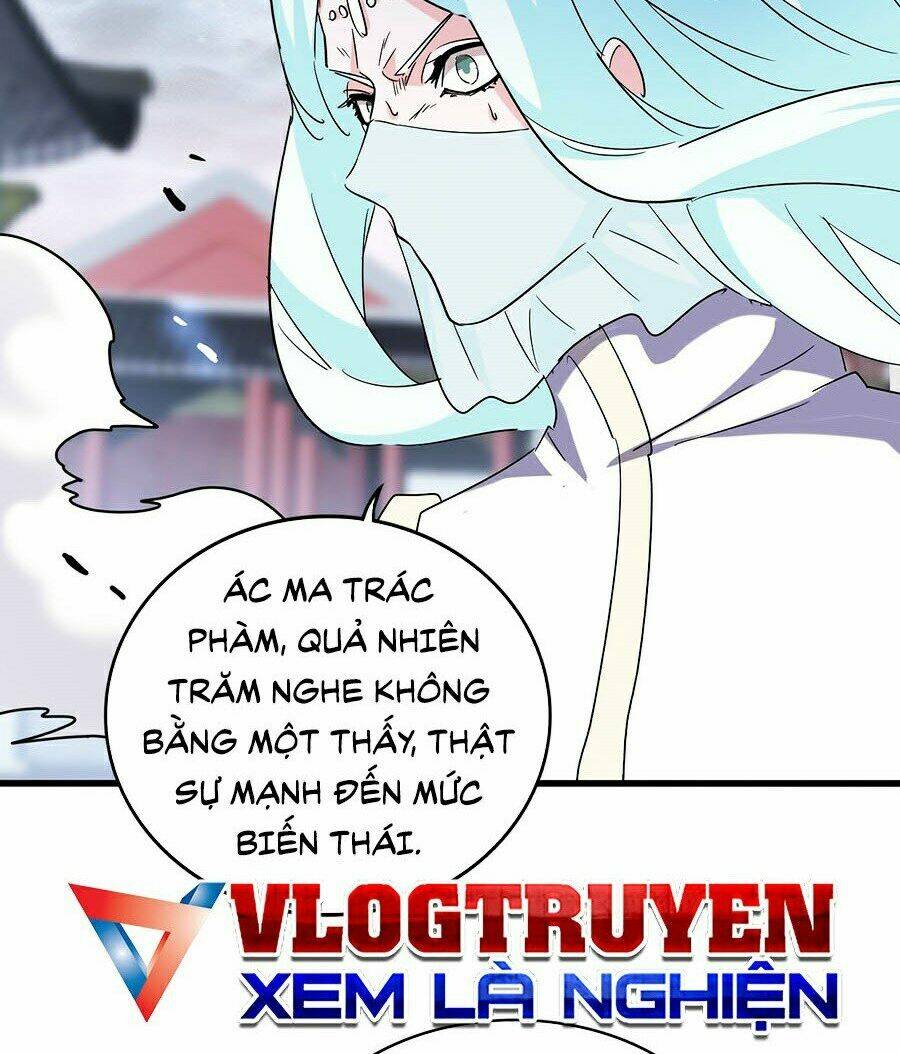 ÁC MA TRÁC
PHÀM, QUẢ NHIÊN
TRĂM NGHE KHÔNG
BẰNG MỘT THẤY, THẬT
SỰ MẠNH ĐẾN MỨC
BIẾN THÁI.
VLOGTRUYEN
XEM LÀ NGHIỆN